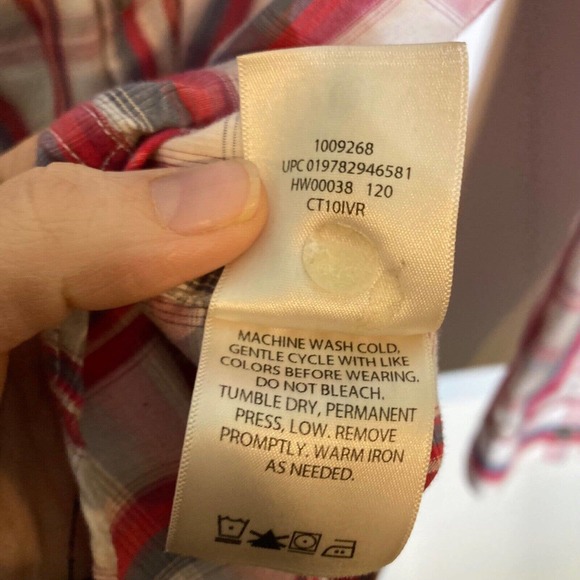 1009268
UPC 019782946581
HW00038 120
CT10IVR
MACHINE WASH COLD,
GENTLE CYCLE WITH LIKE
COLORS BEFORE WEARING.
DO NOT BLEACH,
TUMBLE DRY, PERMANENT
PRESS, LOW. REMOVE
PROMPTLY. WARM IRON
AS NEEDED.